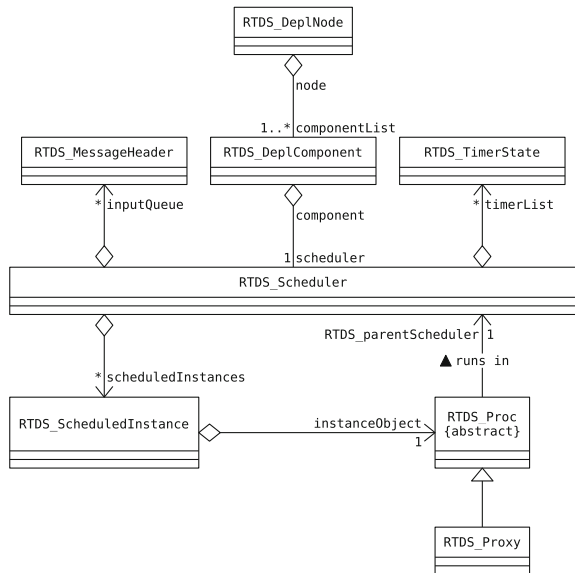 RTDS_DeplNode
node
1..* componentList
RTDS_MessageHeader
RTDS_DeplComponent
RTDS_TimerState
* inputQueue
component
* timerList
1 scheduler
RTDS_Scheduler
RTDS_parentScheduler 1
▲ runs in
* scheduledInstances
RTDS_ScheduledInstance
instanceObject
1
RTDS_Proc
{abstract}
RTDS_Proxy